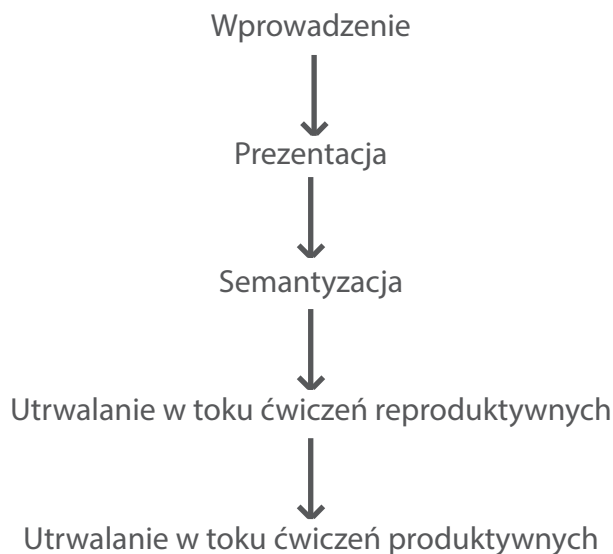 Wprowadzenie
Prezentacja
Semantyzacja
Utrwalanie w toku ćwiczeń reproduktywnych
Utrwalanie w toku ćwiczeń produktywnych